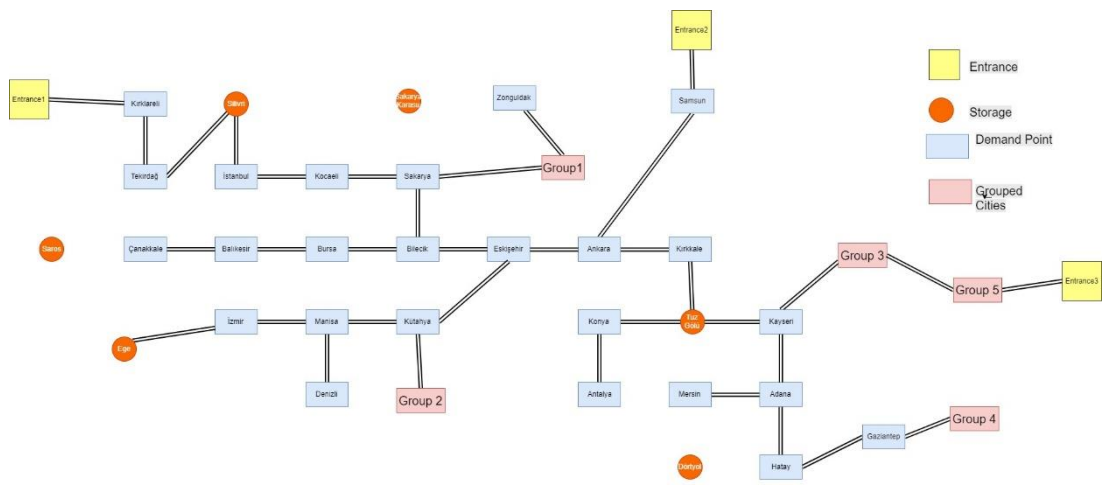 Entrance2
Entrance
Entrance1
Kırklareli
Silivri
Sakarya
Karasu
Zonguldak
Samsun
Storage
Demand Point
Tekirdağ
İstanbul
Kocaeli
Sakarya
Group1
Grouped
Cities
Saros
Çanakkale
Balıkesir
Bursa
Bilecik
Eskişehir
Ankara
Kırıkkale
Group 3
Group 5
Entrance3
Ege
İzmir
Manisa
Kütahya
Konya
Tuz
Gölü
Kayseri
Denizli
Group 2
Antalya
Mersin
Adana
Gaziantep
Group 4
Dörtyol
Hatay